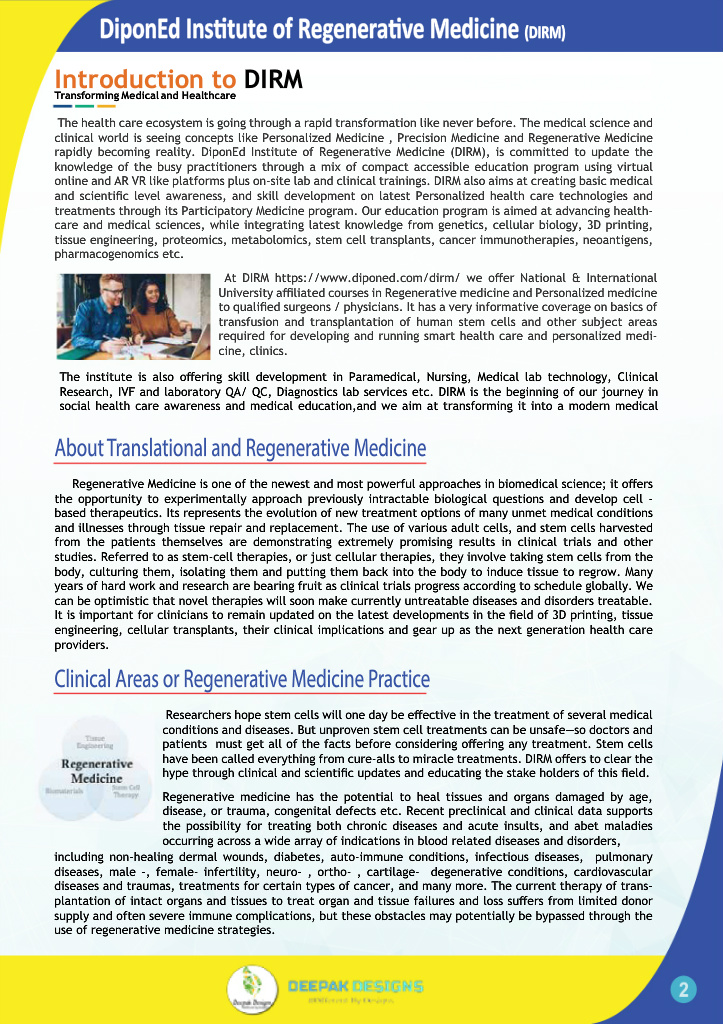 DiponEd Institute of Regenerative Medicine (DIRM)
Introduction to DIRM
Transforming Medical and Healthcare
The health care ecosystem is going through a rapid transformation like never before. The medical science and
clinical world is seeing concepts like Personalized Medicine , Precision Medicine and Regenerative Medicine
rapidly becoming reality. DiponEd Institute of Regenerative Medicine (DIRM), is committed to update the
knowledge of the busy practitioners through a mix of compact accessible education program using virtual
online and AR VR like platforms plus on-site lab and clinical trainings. DIRM also aims at creating basic medical
and scientific level awareness, and skill development on latest Personalized health care technologies and
treatments through its Participatory Medicine program. Our education program is aimed at advancing health-
care and medical sciences, while integrating latest knowledge from genetics, cellular biology, 3D printing,
tissue engineering, proteomics, metabolomics, stem cell transplants, cancer immunotherapies, neoantigens,
pharmacogenomics etc.
At DIRM https://www.diponed.com/dirm/ we offer National & International
University affiliated courses in Regenerative medicine and Personalized medicine
to qualified surgeons / physicians. It has a very informative coverage on basics of
transfusion and transplantation of human stem cells and other subject areas
required for developing and running smart health care and personalized medi-
cine, clinics.
The institute is also offering skill development in Paramedical, Nursing, Medical lab technology, Clinical
Research, IVF and laboratory QA/ QC, Diagnostics lab services etc. DIRM is the beginning of our journey in
social health care awareness and medical education,and we aim at transforming it into a modern medical
About Translational and Regenerative Medicine
Regenerative Medicine is one of the newest and most powerful approaches in biomedical science; it offers
the opportunity to experimentally approach previously intractable biological questions and develop cell -
based therapeutics. Its represents the evolution of new treatment options of many unmet medical conditions
and illnesses through tissue repair and replacement. The use of various adult cells, and stem cells harvested
from the patients themselves are demonstrating extremely promising results in clinical trials and other
studies. Referred to as stem-cell therapies, or just cellular therapies, they involve taking stem cells from the
body, culturing them, isolating them and putting them back into the body to induce tissue to regrow. Many
years of hard work and research are bearing fruit as clinical trials progress according to schedule globally. We
can be optimistic that novel therapies will soon make currently untreatable diseases and disorders treatable.
It is important for clinicians to remain updated on the latest developments in the field of 3D printing, tissue
engineering, cellular transplants, their clinical implications and gear up as the next generation health care
providers.
Clinical Areas or Regenerative Medicine Practice
Researchers hope stem cells will one day be effective in the treatment of several medical
conditions and diseases. But unproven stem cell treatments can be unsafe—so doctors and
patients must get all of the facts before considering offering any treatment. Stem cells
have been called everything from cure-alls to miracle treatments. DIRM offers to clear the
hype through clinical and scientific updates and educating the stake holders of this field.
Tissue
Engineering
Regenerative
Medicine
Biomaterials
Stem Cell
Therapy
Regenerative medicine has the potential to heal tissues and organs damaged by age,
disease, or trauma, congenital defects etc. Recent preclinical and clinical data supports
the possibility for treating both chronic diseases and acute insults, and abet maladies
occurring across a wide array of indications in blood related diseases and disorders,
including non-healing dermal wounds, diabetes, auto-immune conditions, infectious diseases, pulmonary
diseases, male -, female- infertility, neuro- , ortho- , cartilage- degenerative conditions, cardiovascular
diseases and traumas, treatments for certain types of cancer, and many more. The current therapy of trans-
plantation of intact organs and tissues to treat organ and tissue failures and loss suffers from limited donor
supply and often severe immune complications, but these obstacles may potentially be bypassed through the
use of regenerative medicine strategies.
Deepak Designs
DEEPAK DESIGNS
By Designs
2